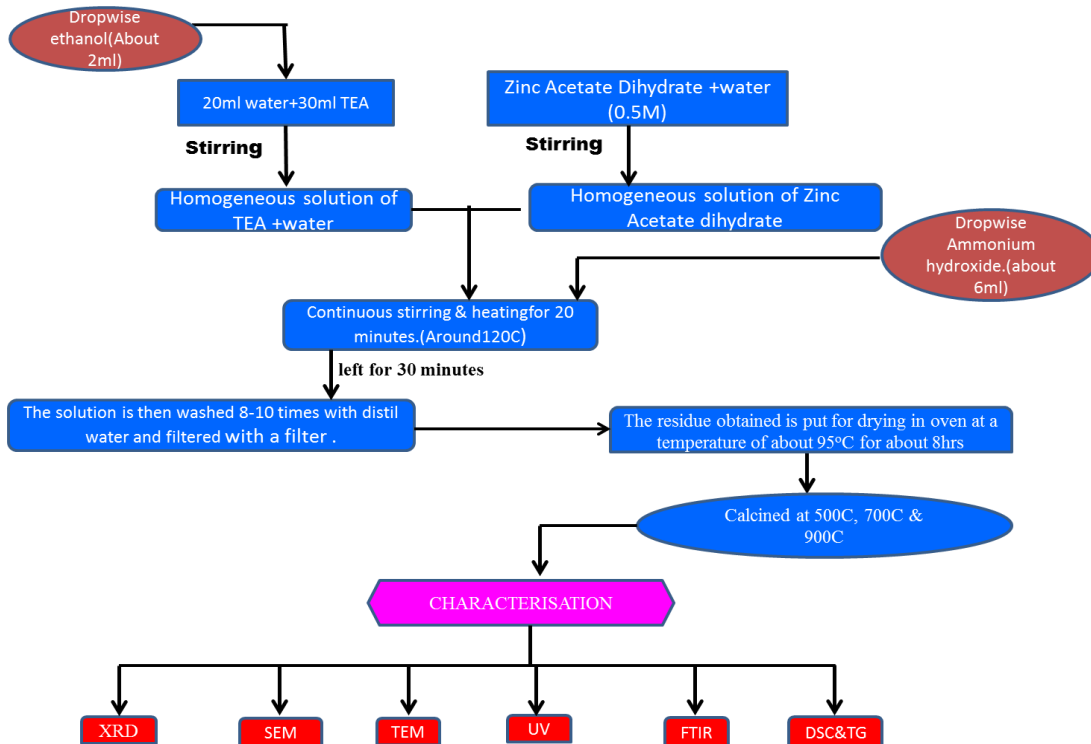 Dropwise
ethanol(About
2ml)
20ml water+30ml TEA
Zinc Acetate Dihydrate +water
(0.5M)
Stirring
Stirring
Homogeneous solution of
TEA +water
Homogeneous solution of Zinc
Acetate dihydrate
Dropwise
Ammonium
hydroxide.(about
6ml)
Continuous stirring & heatingfor 20
minutes.(Around120C)
left for 30 minutes
The solution is then washed 8-10 times with distil
water and filtered with a filter .
The residue obtained is put for drying in oven at a
temperature of about 95°C for about 8hrs
Calcined at 500C, 700C &
900C
CHARACTERISATION
XRD
SEM
TEM
UV
FTIR
DSC&TG